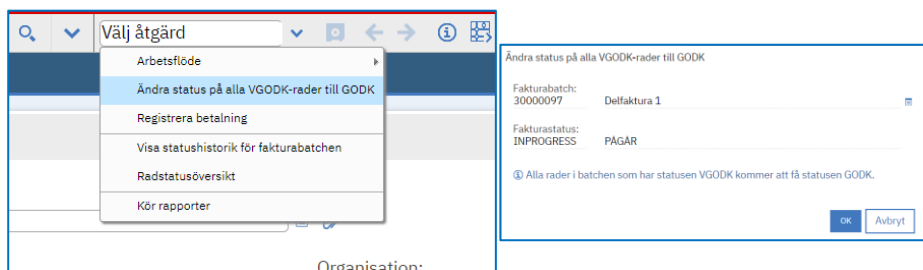 Välj åtgärd
Arbetsflöde
Ändra status på alla VGODK-rader till GODK
Registrera betalning
Visa statushistorik för fakturabatchen
Radstatusöversikt
Kör rapporter
Organisation:
Ändra status på alla VGODK-rader till GODK
Fakturabatch:
30000097 Delfaktura 1
Fakturastatus:
INPROGRESS PÅGÅR
Alla rader i batchen som har statusen VGODK kommer att få statusen GODK.
OK Avbryt